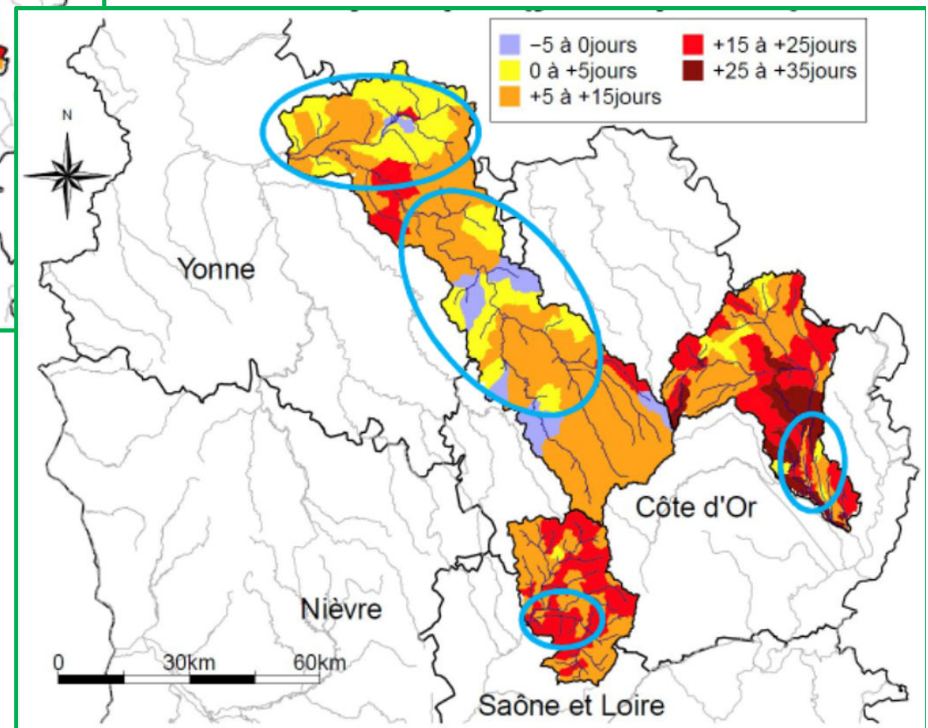 −5 à 0jours
0 à +5jours
+5 à +15jours
+15 à +25jours
+25 à +35jours
N
Yonne
Côte d'Or
Nièvre
0 30km 60km
Saône et Loire